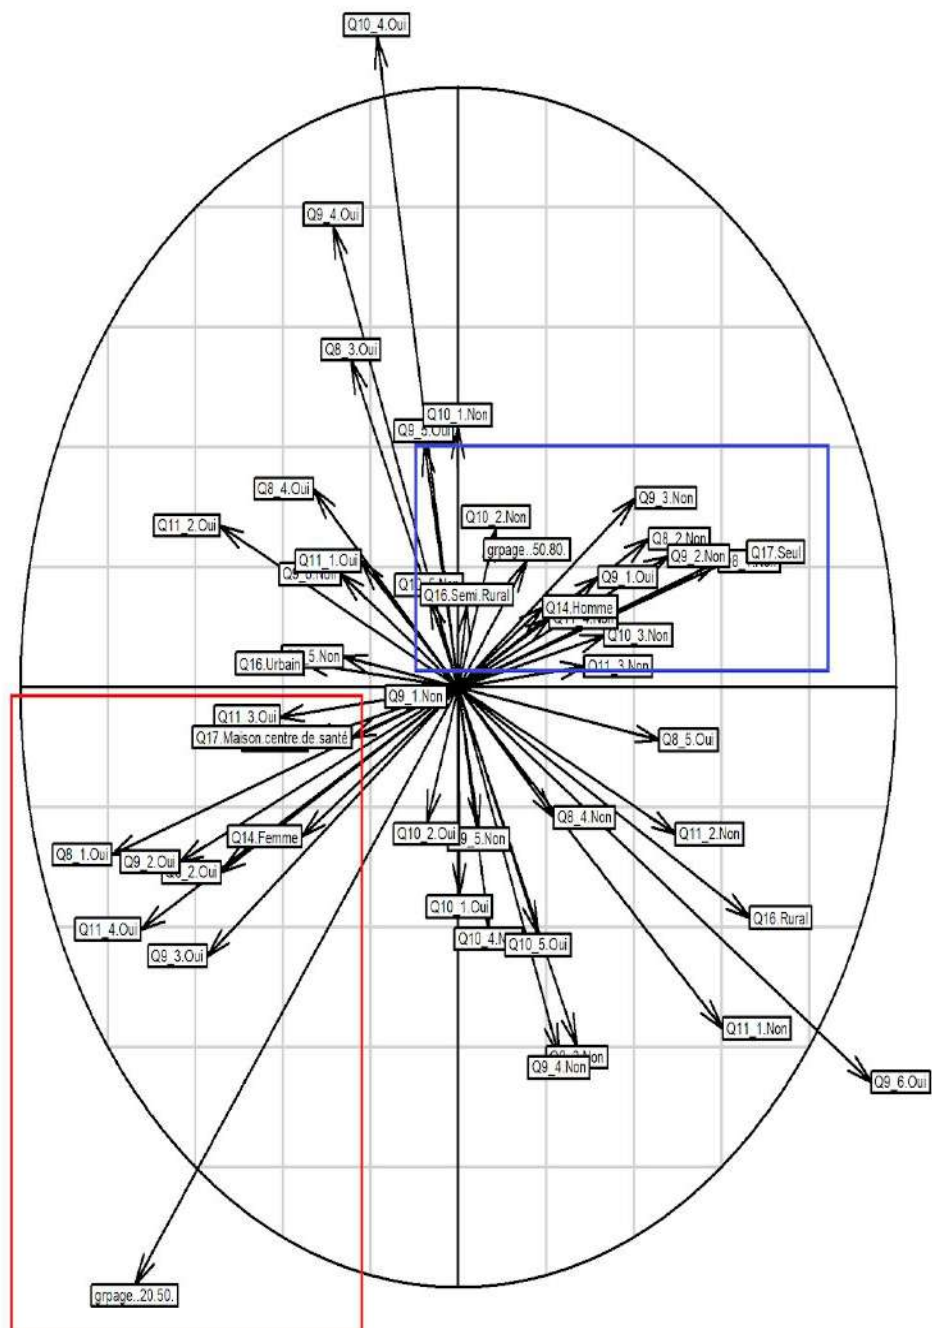 Q10_4.Oui
Q9_4.Oui
Q8_3.Oui
Q10_1.Non
Q9_5.Oui
Q8_4.Oui
Q9_3.Non
Q11_2.Oui
Q10_2.Non
Q8_2.Non
Q17.Seul
grpage..50.80.
Q9_2.Non
Q11_1.Oui
Q9_1.Oui
Q16.Semi.Rural
Q14.Homme
Q10_3.Non
Q11_3.Non
Q16.Urbain
Q9_1.Non
Q11_3.Oui
Q17.Maison.centre de santé
Q8_5.Oui
Q8_4.Non
Q14.Femme
Q10_2.Oui
Q11_2.Non
Q8_1.Oui
Q9_2.Oui
Q10_1.Oui
Q16.Rural
Q11_4.Oui
Q10_5.Oui
Q9_3.Oui
Q11_1.Non
Q9_4.Non
Q9_6.Oui
grpage..20.50.